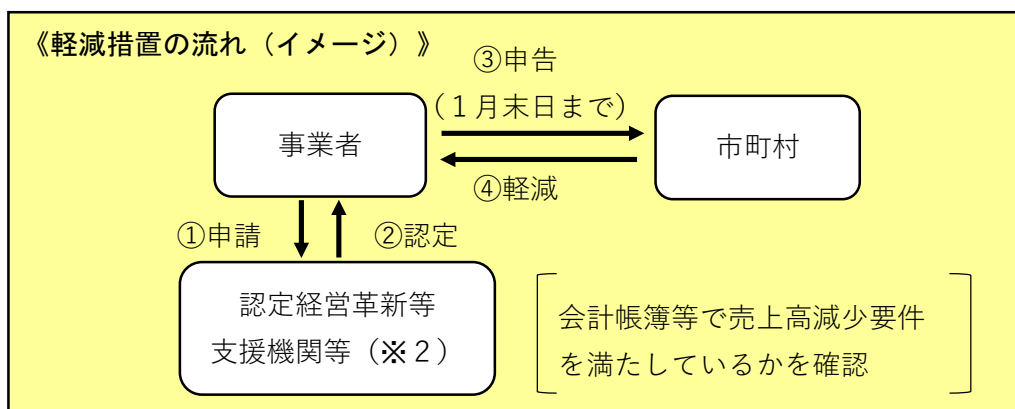 《軽減措置の流れ（イメージ）》
③申告
（１月末日まで）
事業者
市町村
④軽減
①申請
②認定
認定経営革新等
支援機関等（※２）
会計帳簿等で売上高減少要件
を満たしているかを確認